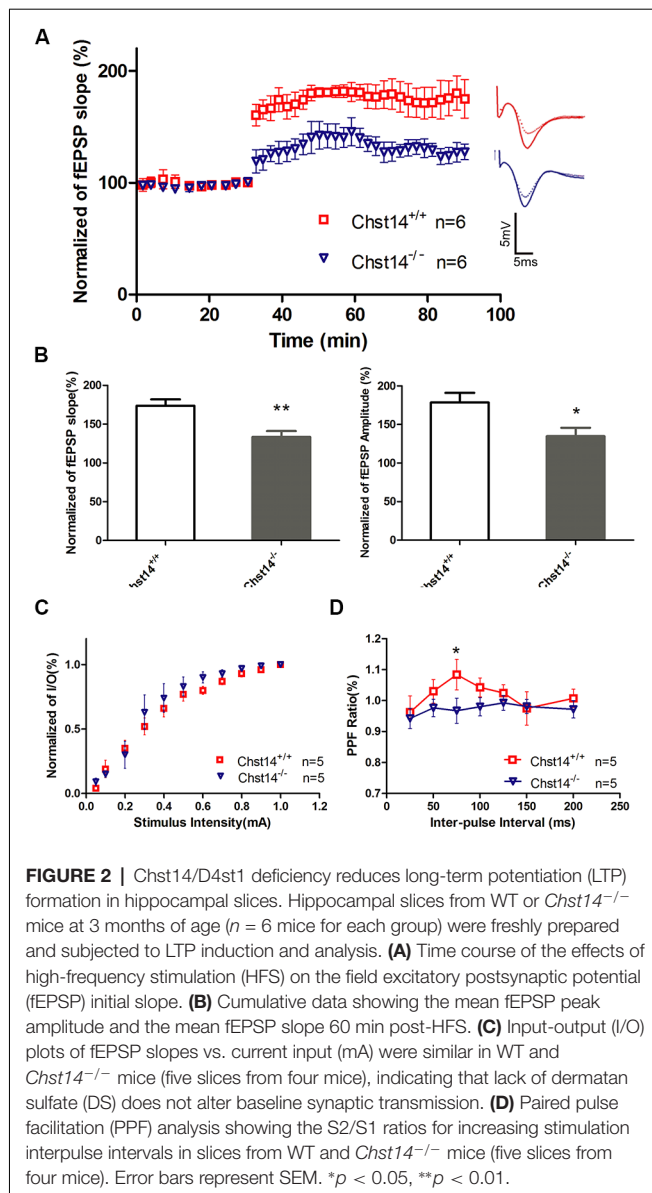 A
Normalized of fEPSP slope (%)
200
100
0
0 20 40 60 80 100
Time (min)
Chst14+/+ n=6
Chst14-/- n=6
5mV
5ms
B
Normalized of fEPSP slope(%)
200
150
100
50
0
**
Chst14-/-
Normalized of fEPSP Amplitude (%)
200
150
100
50
0
*
Chst14-/-
C
Normalized of I/O(%)
1.0
0.5
0.0
0.0 0.2 0.4 0.6 0.8 1.0 1.2
Stimulus Intensity(mA)
Chst14+/+ n=5
Chst14-/- n=5
D
PPF Ratio(%)
1.2
1.1
1.0
0.9
0.8
0.7
0 50 100 150 200 250
Inter-pulse Interval (ms)
*
Chst14+/+ n=5
Chst14-/- n=5
FIGURE 2 | Chst14/D4st1 deficiency reduces long-term potentiation (LTP)
formation in hippocampal slices. Hippocampal slices from WT or Chst14−/−
mice at 3 months of age (n = 6 mice for each group) were freshly prepared
and subjected to LTP induction and analysis. (A) Time course of the effects of
high-frequency stimulation (HFS) on the field excitatory postsynaptic potential
(fEPSP) initial slope. (B) Cumulative data showing the mean fEPSP peak
amplitude and the mean fEPSP slope 60 min post-HFS. (C) Input-output (I/O)
plots of fEPSP slopes vs. current input (mA) were similar in WT and
Chst14−/− mice (five slices from four mice), indicating that lack of dermatan
sulfate (DS) does not alter baseline synaptic transmission. (D) Paired pulse
facilitation (PPF) analysis showing the S2/S1 ratios for increasing stimulation
interpulse intervals in slices from WT and Chst14−/− mice (five slices from
four mice). Error bars represent SEM. *p < 0.05, **p < 0.01.